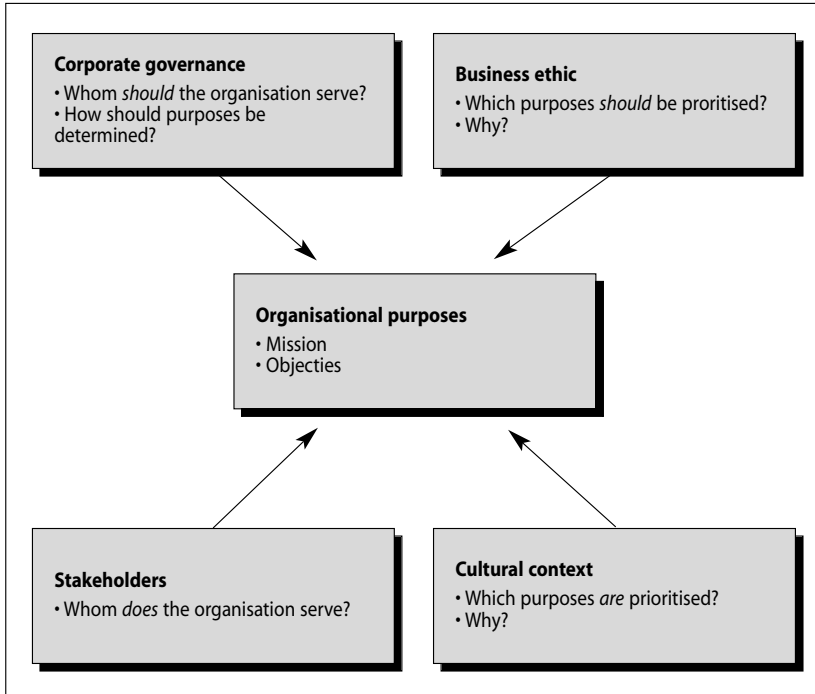 Corporate governance
• Whom should the organisation serve?
• How should purposes be
determined?
Business ethic
• Which purposes should be proritised?
• Why?
Organisational purposes
• Mission
• Objecties
Stakeholders
• Whom does the organisation serve?
Cultural context
• Which purposes are prioritised?
• Why?